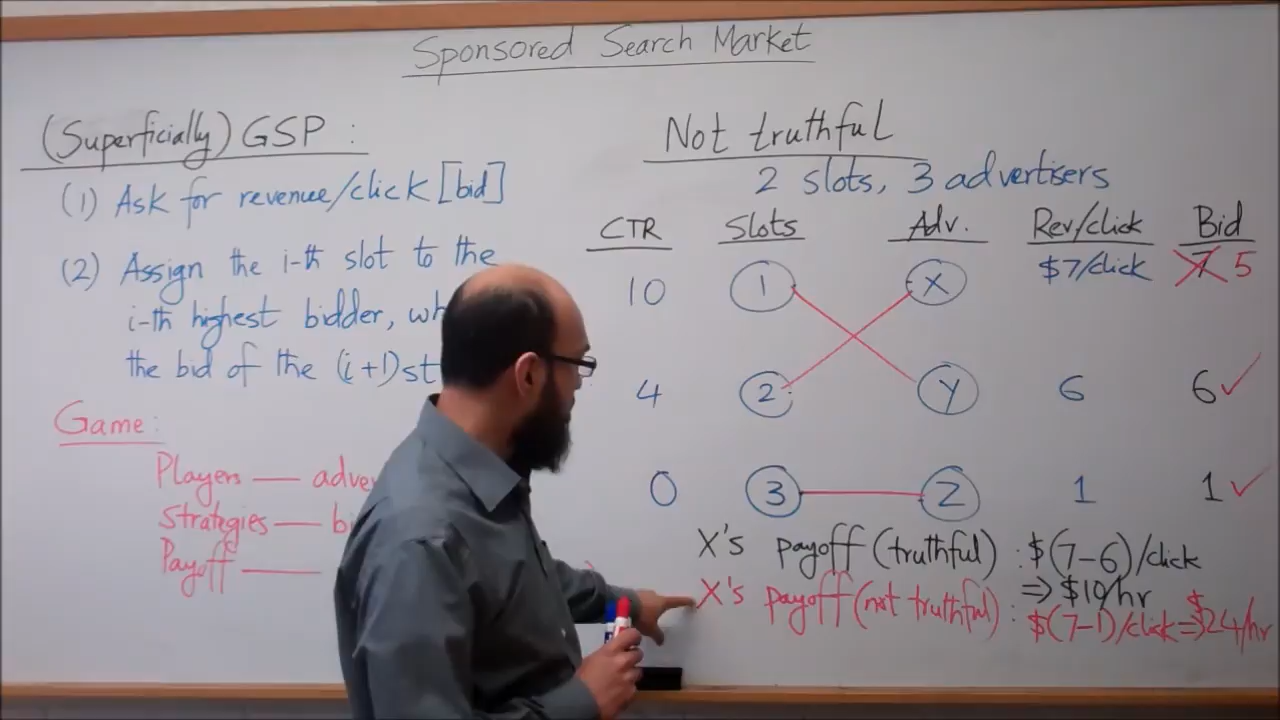 Sponsored Search Market
(Superficially) GSP :
(1) Ask for revenue/click [bid]
(2) Assign the i-th slot to the
i-th highest bidder,
the bid of the (i+1)st
Game:
Players —
Strategies —
Payoff —
Not truthful
2 slots, 3 advertisers
CTR Slots Adv. Rev/click Bid
10 1 X $7/click 7 5
4 2 Y 6 6 ✓
0 3 Z 1 1 ✓
X's payoff (truthful) : $(7-6)/click
⇒ $10/hr
X's payoff (not truthful) : $(7-1)/click = $24/hr